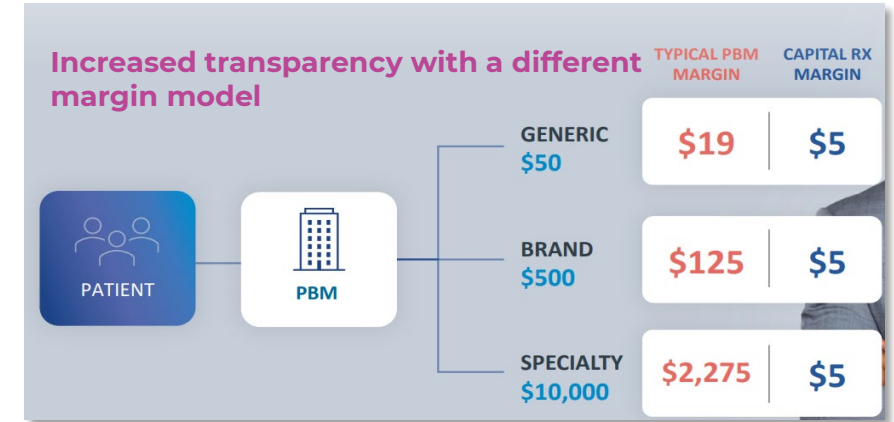 Increased transparency with a different
margin model
TYPICAL PBM
MARGIN
CAPITAL RX
MARGIN
GENERIC
$50
$19
$5
PATIENT
PBM
BRAND
$500
$125
$5
SPECIALTY
$10,000
$2,275
$5